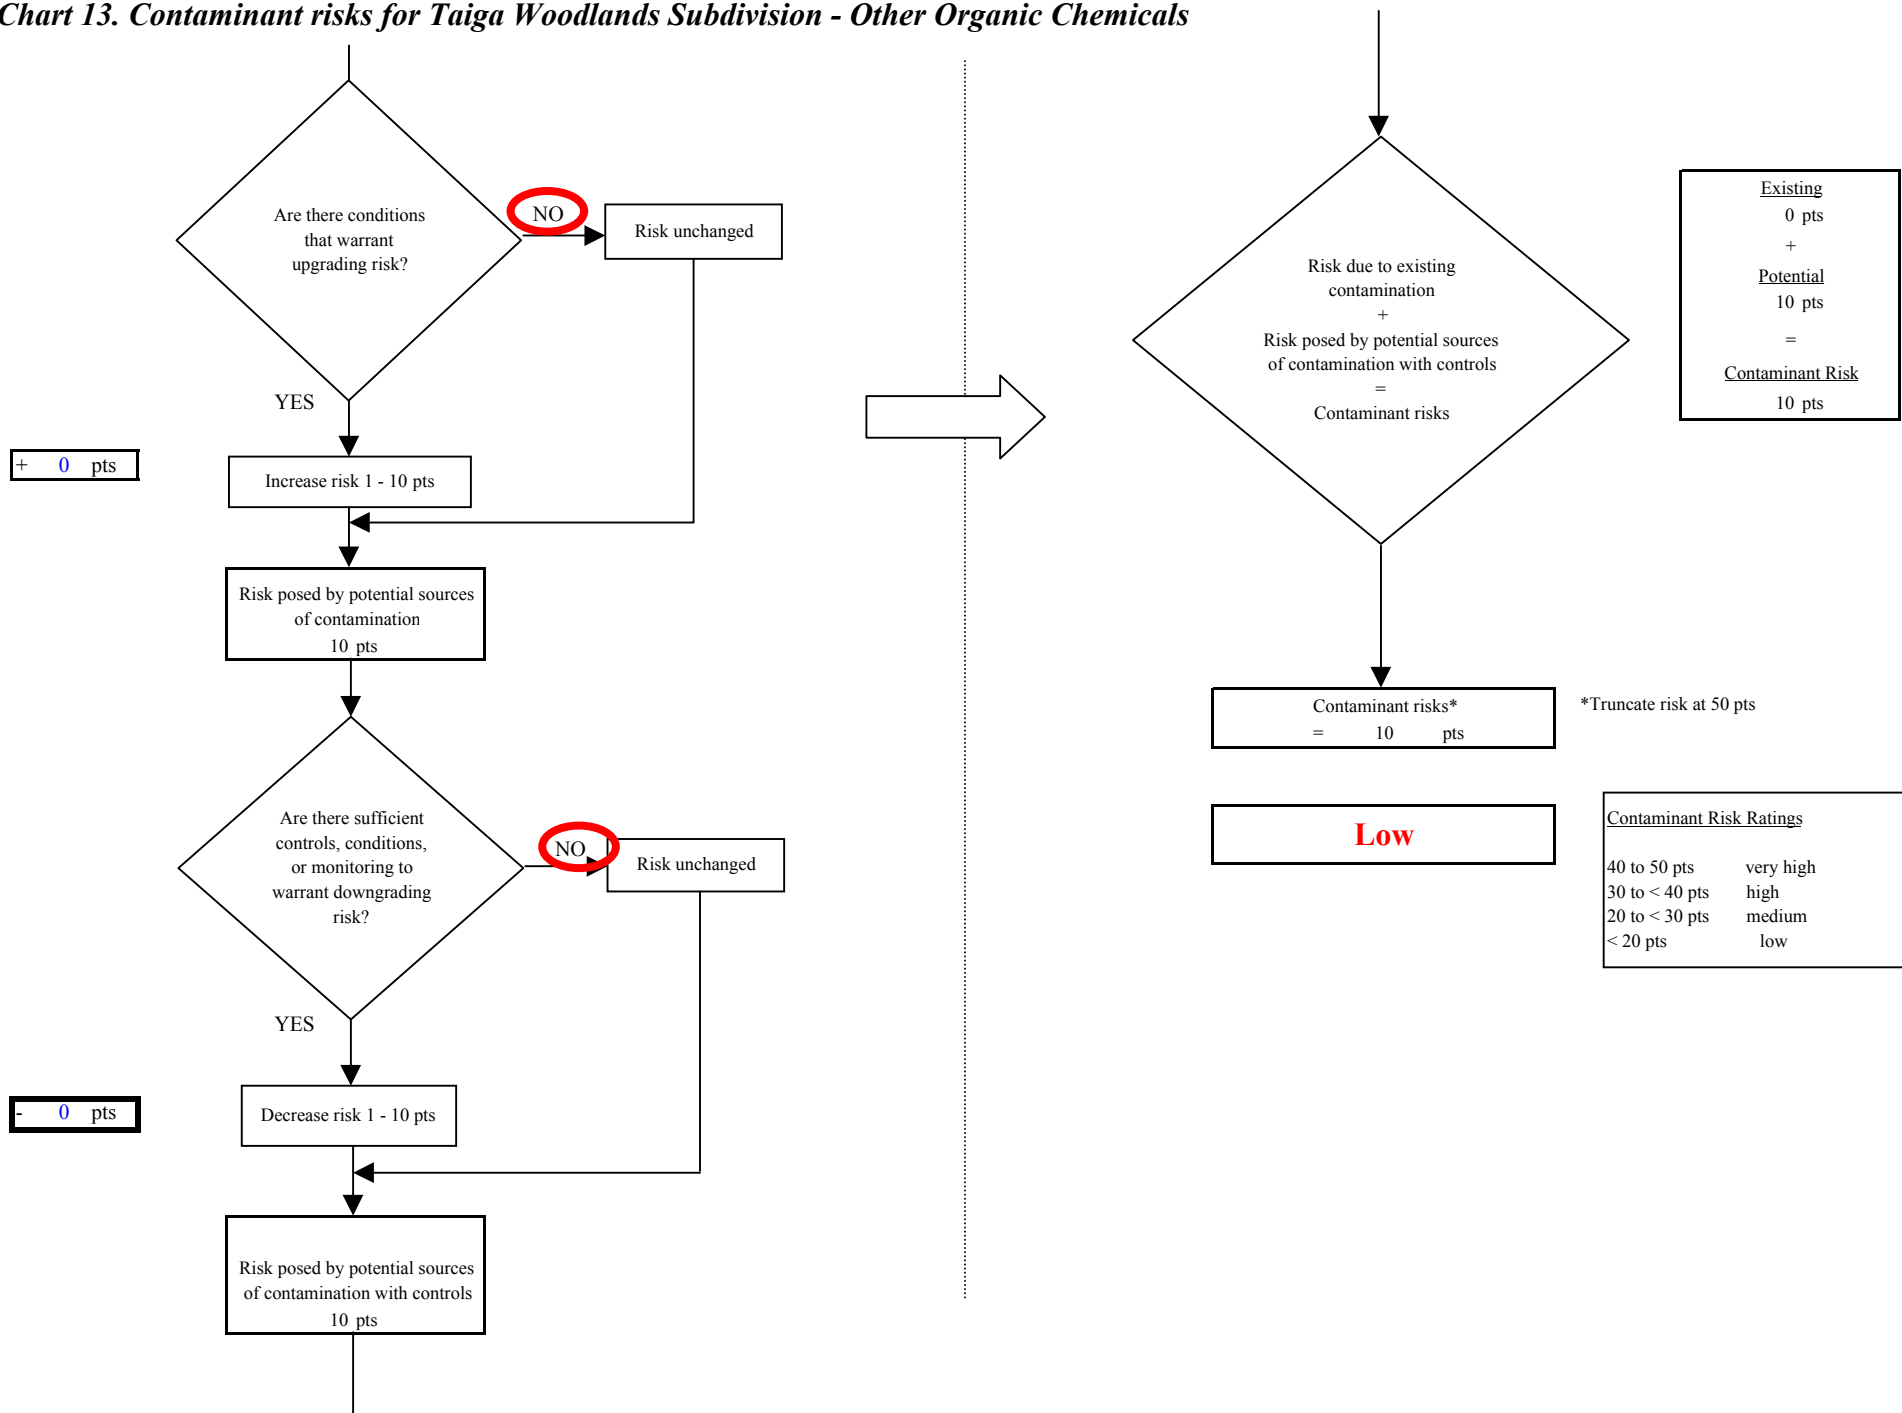 Chart 13. Contaminant risks for Taiga Woodlands Subdivision - Other Organic Chemicals
Are there conditions
that warrant
upgrading risk?
NO
Risk unchanged
YES
+ 0 pts
Increase risk 1 - 10 pts
Risk posed by potential sources
of contamination
10 pts
Are there sufficient
controls, conditions,
or monitoring to
warrant downgrading
risk?
NO
Risk unchanged
YES
- 0 pts
Decrease risk 1 - 10 pts
Risk posed by potential sources
of contamination with controls
10 pts
Risk due to existing
contamination
+
Risk posed by potential sources
of contamination with controls
=
Contaminant risks
Existing
0 pts
+
Potential
10 pts
=
Contaminant Risk
10 pts
Contaminant risks*
= 10 pts
*Truncate risk at 50 pts
Low
Contaminant Risk Ratings
40 to 50 pts very high
30 to < 40 pts high
20 to < 30 pts medium
< 20 pts low